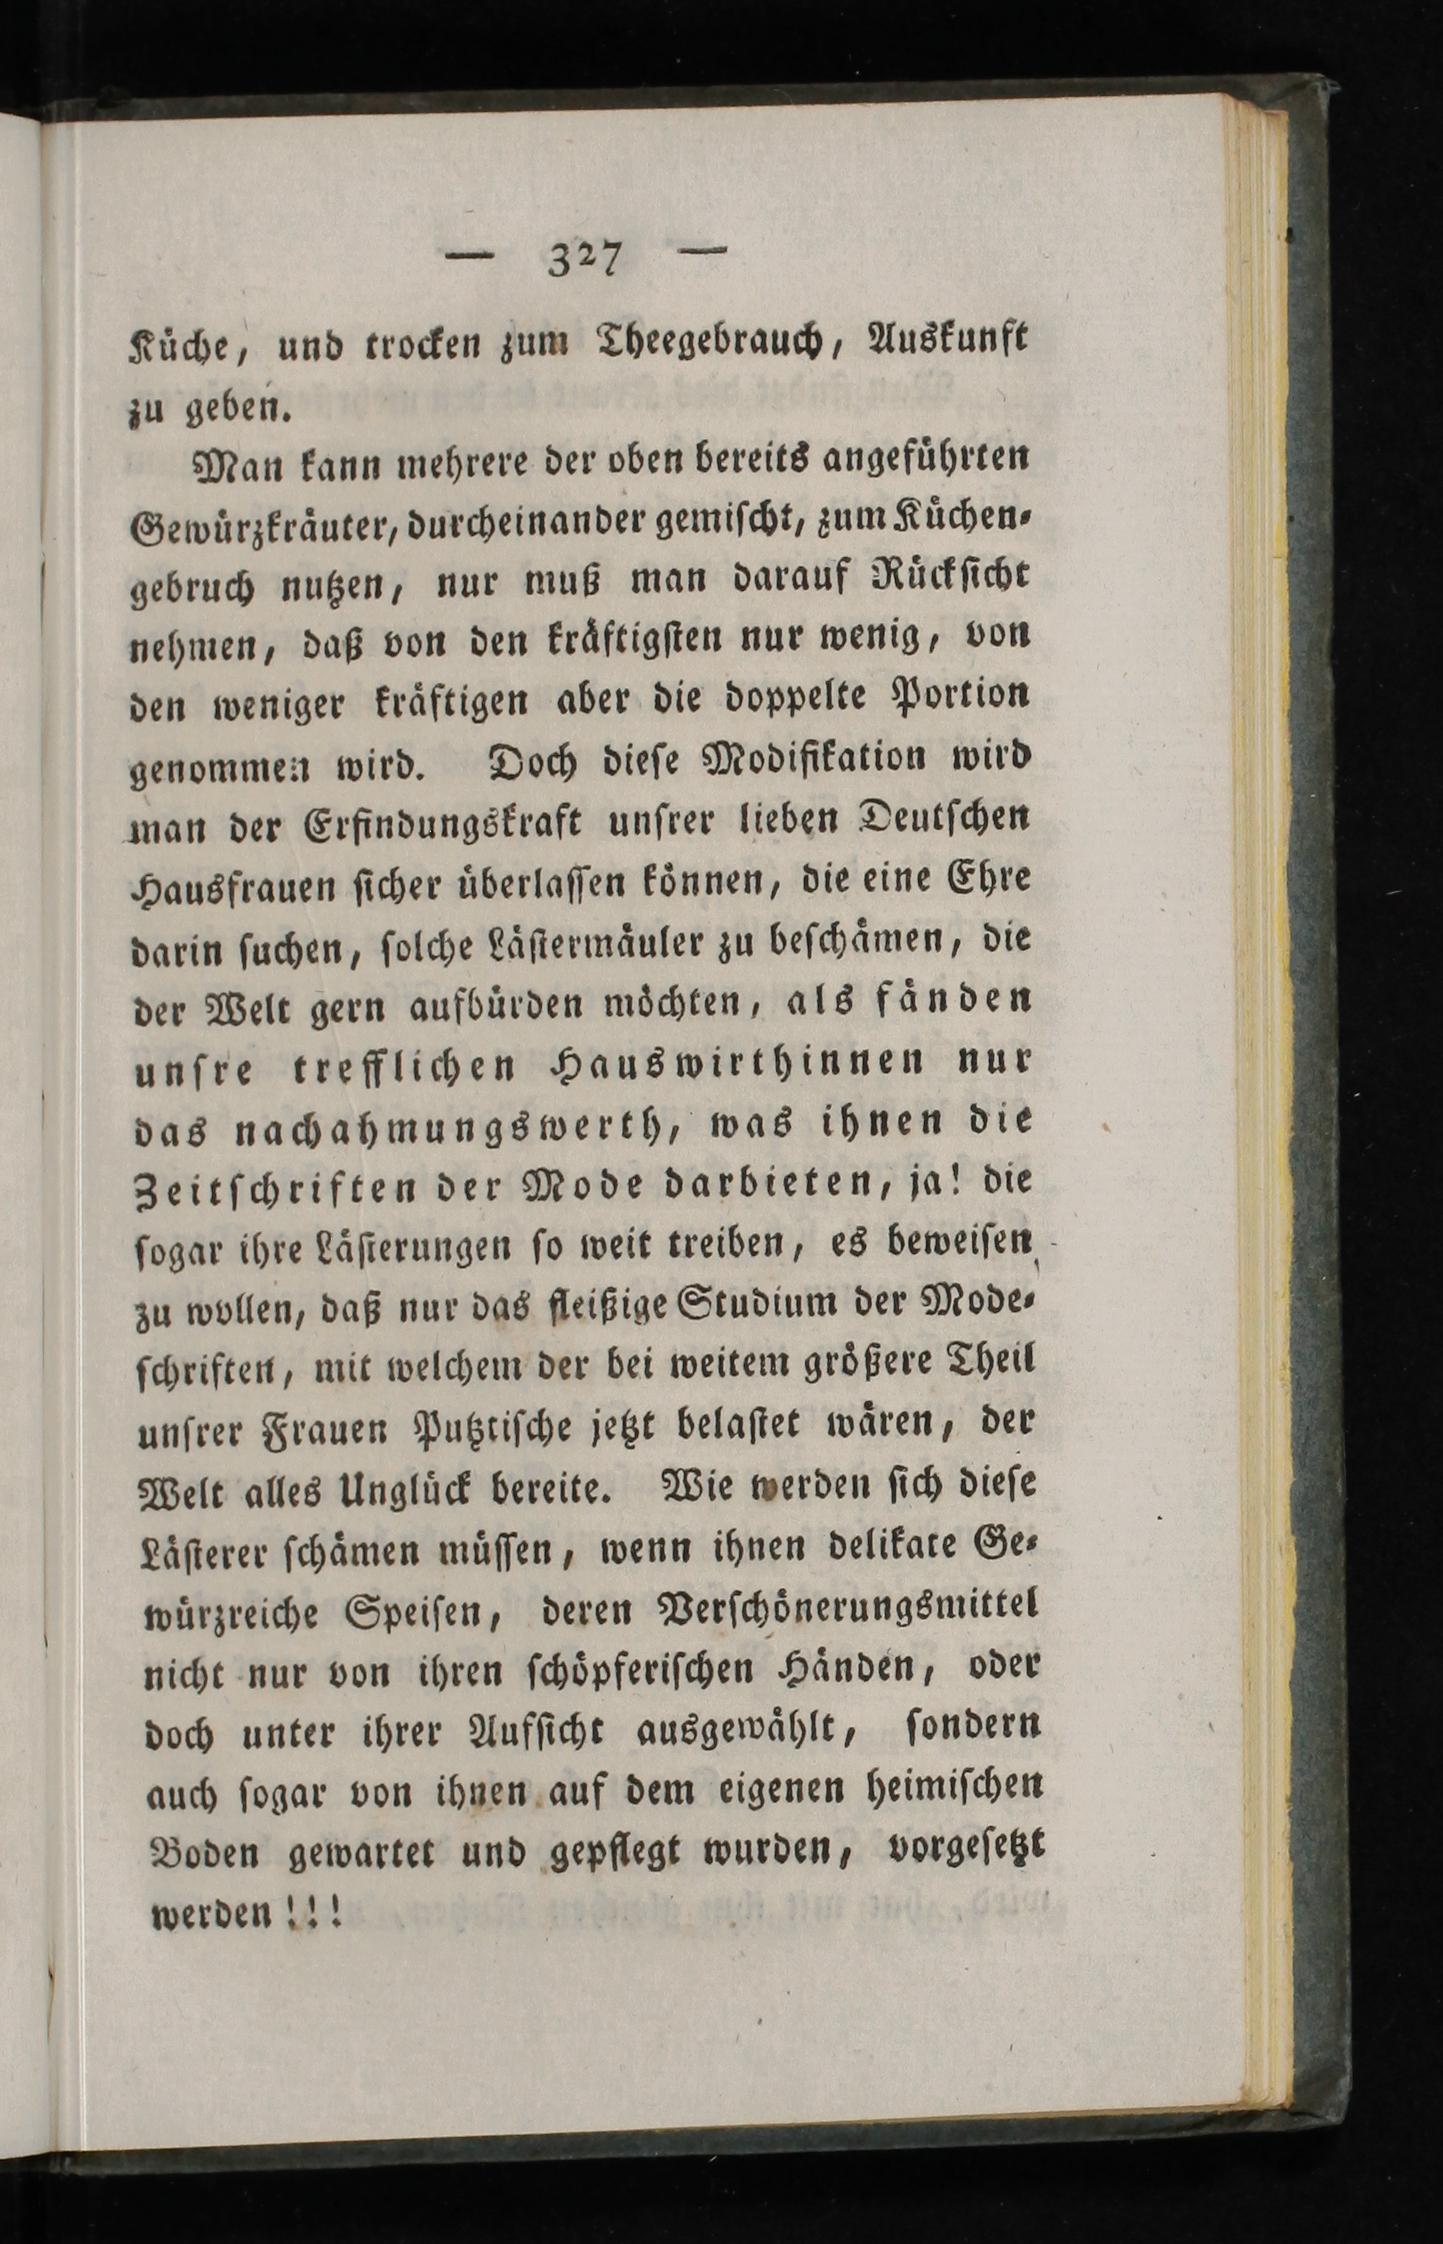 — 327 —
Küche, und trocken zum Theegebrauch, Auskunft
zu geben.
Man kann mehrere der oben bereits angeführten
Gewürzkräuter, durcheinander gemiſcht, zum Küchen-
gebruch nutzen, nur muß man darauf Rückſicht
nehmen, daß von den kräftigſten nur wenig, von
den weniger kräftigen aber die doppelte Portion
genommen wird. Doch dieſe Modifikation wird
man der Erfindungskraft unſrer lieben Deutſchen
Hausfrauen ſicher überlaſſen können, die eine Ehre
darin ſuchen, ſolche Läſtermäuler zu beſchämen, die
der Welt gern aufbürden möchten, als fänden
unſre trefflichen Hauswirthinnen nur
das nachahmungswerth, was ihnen die
Zeitſchriften der Mode darbieten, ja! die
ſogar ihre Läſterungen ſo weit treiben, es beweiſen
zu wollen, daß nur das fleißige Studium der Mode-
ſchriften, mit welchem der bei weitem größere Theil
unſrer Frauen Putztiſche jetzt belaſtet wären, der
Welt alles Unglück bereite. Wie werden ſich dieſe
Läſterer ſchämen müſſen, wenn ihnen delikate Ge-
würzreiche Speiſen, deren Verſchönerungsmittel
nicht nur von ihren ſchöpferiſchen Händen, oder
doch unter ihrer Aufſicht ausgewählt, ſondern
auch ſogar von ihnen auf dem eigenen heimiſchen
Boden gewartet und gepflegt wurden, vorgeſetzt
werden!!!